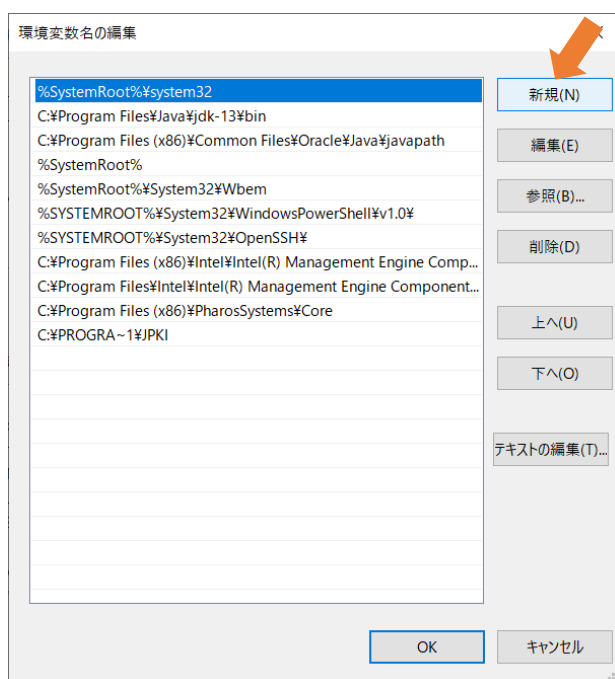 環境変数名の編集
%SystemRoot%¥system32
C:¥Program Files¥Java¥jdk-13¥bin
C:¥Program Files (x86)¥Common Files¥Oracle¥Java¥javapath
%SystemRoot%
%SystemRoot%¥System32¥Wbem
%SYSTEMROOT%¥System32¥WindowsPowerShell¥v1.0¥
%SYSTEMROOT%¥System32¥OpenSSH¥
C:¥Program Files (x86)¥Intel¥Intel(R) Management Engine Comp...
C:¥Program Files¥Intel¥Intel(R) Management Engine Component...
C:¥Program Files (x86)¥PharosSystems¥Core
C:¥PROGRA~1¥JPKI
新規(N)
編集(E)
参照(B)...
削除(D)
上へ(U)
下へ(O)
テキストの編集(T)...
OK
キャンセル